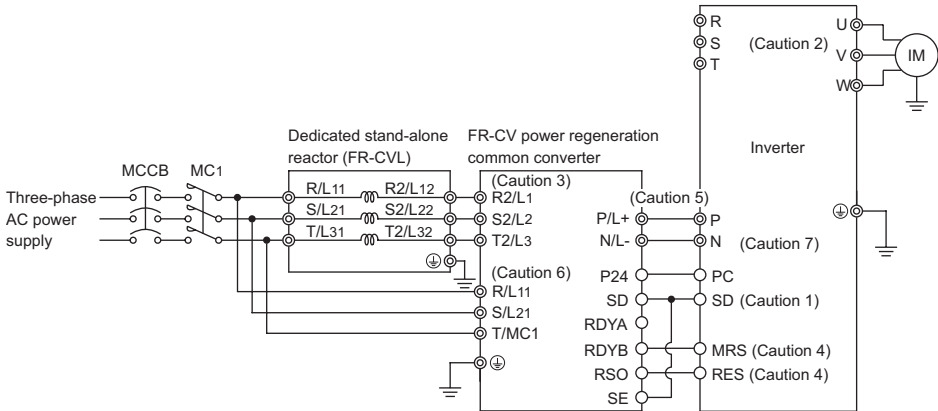 R
S
T
(Caution 2)
U
V
W
IM
Inverter
Dedicated stand-alone
reactor (FR-CVL)
FR-CV power regeneration
common converter
MCCB
MC1
Three-phase
AC power
supply
R/L11
R2/L12
S/L21
S2/L22
T/L31
T2/L32
(Caution 3)
R2/L1
S2/L2
T2/L3
(Caution 6)
R/L11
S/L21
T/MC1
(Caution 5)
P/L+
P
N/L-
N
(Caution 7)
P24
PC
SD
SD (Caution 1)
RDYA
RDYB
MRS (Caution 4)
RSO
RES (Caution 4)
SE